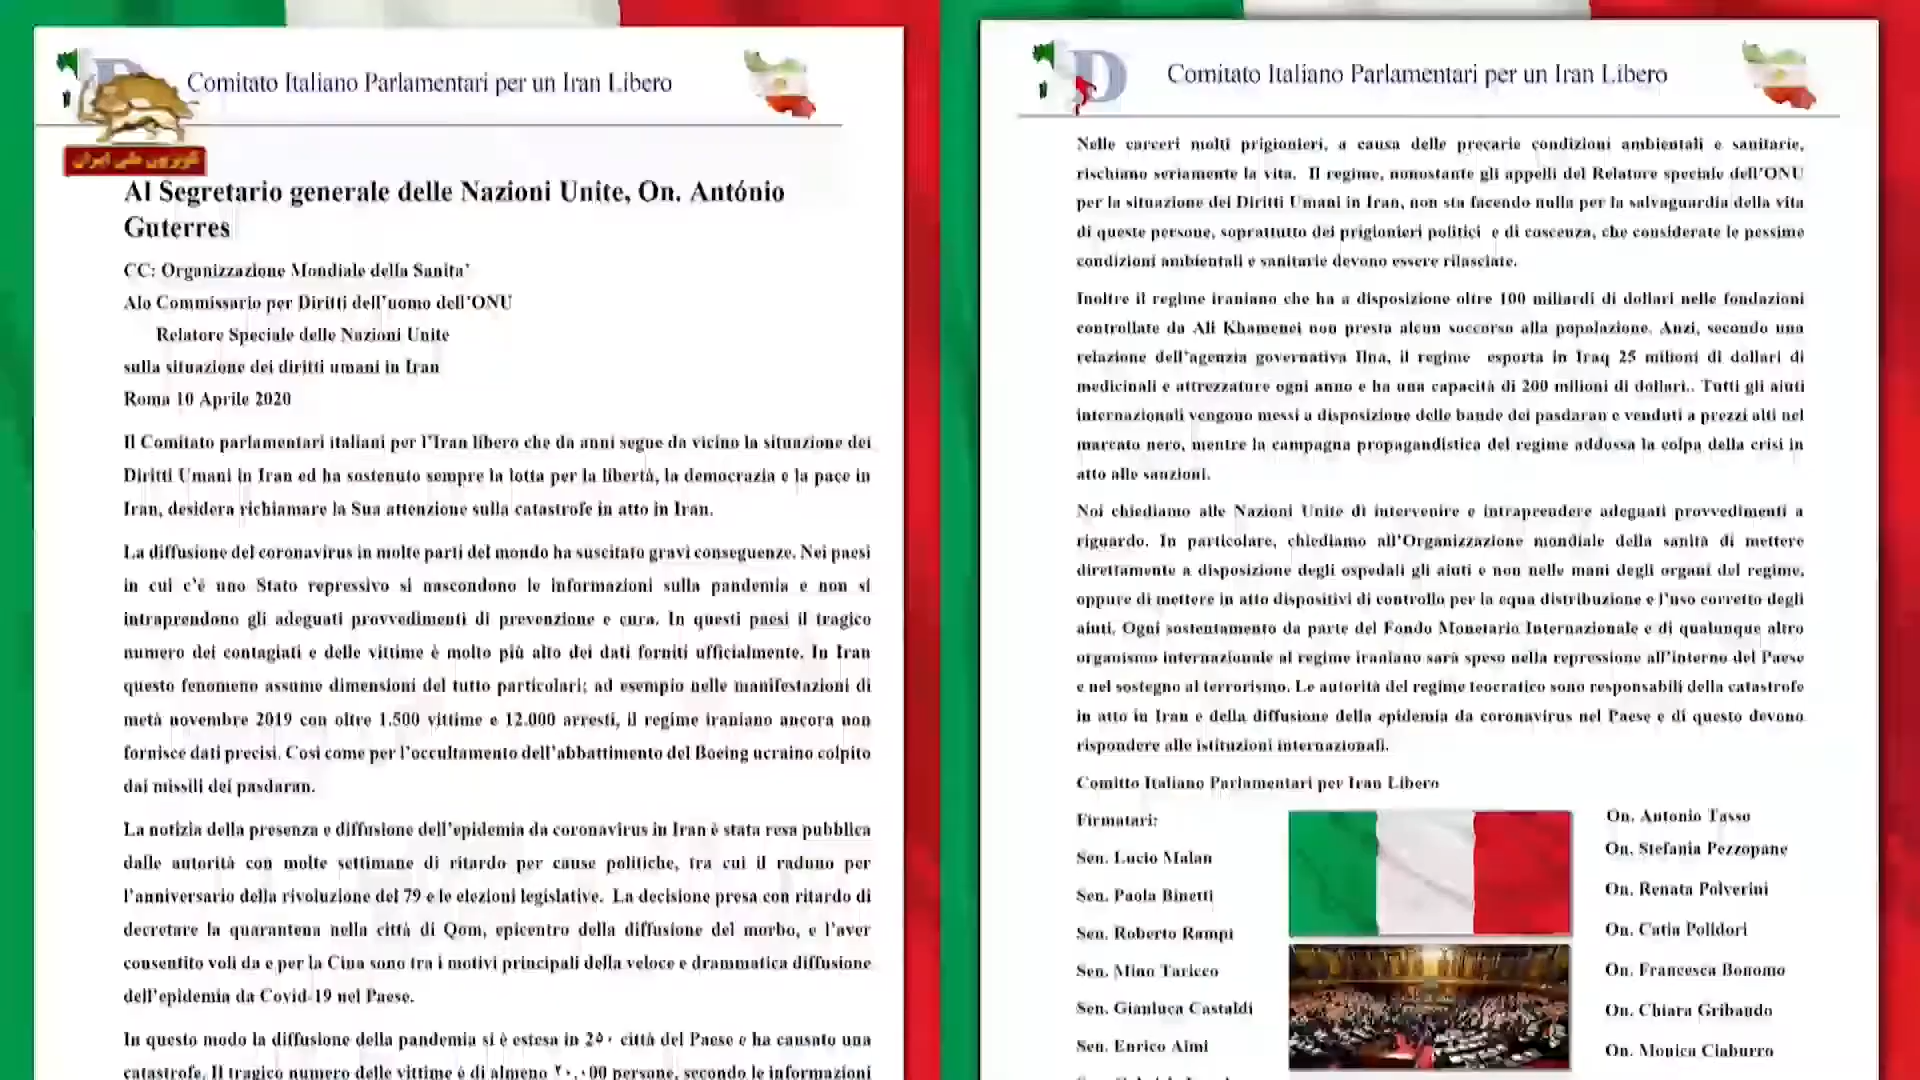 Comitato Italiano Parlamentari per un Iran Libero
Al Segretario generale delle Nazioni Unite, On. António
Guterres
CC: Organizzazione Mondiale della Sanita'
Alo Commissario per Diritti dell'uomo dell'ONU
Relatore Speciale delle Nazioni Unite
sulla situazione dei diritti umani in Iran
Roma 10 Aprile 2020
Il Comitato parlamentari italiani per l'Iran libero che da anni segue da vicino la situazione dei
Diritti Umani in Iran ed ha sostenuto sempre la lotta per la libertà, la democrazia e la pace in
Iran, desidera richiamare la Sua attenzione sulla catastrofe in atto in Iran.
La diffusione del coronavirus in molte parti del mondo ha suscitato gravi conseguenze. Nei paesi
in cui c'è uno Stato repressivo si nascondono le informazioni sulla pandemia e non si
intraprendono gli adeguati provvedimenti di prevenzione e cura. In questi paesi il tragico
numero dei contagiati e delle vittime è molto più alto dei dati forniti ufficialmente. In Iran
questo fenomeno assume dimensioni del tutto particolari; ad esempio nelle manifestazioni di
metà novembre 2019 con oltre 1.500 vittime e 12.000 arresti, il regime iraniano ancora non
fornisce dati precisi. Così come per l'occultamento dell'abbattimento del Boeing ucraino colpito
dai missili dei pasdaran.
La notizia della presenza e diffusione dell'epidemia da coronavirus in Iran è stata resa pubblica
dalle autorità con molte settimane di ritardo per cause politiche, tra cui il raduno per
l'anniversario della rivoluzione del 79 e le elezioni legislative. La decisione presa con ritardo di
decretare la quarantena nella città di Qom, epicentro della diffusione del morbo, e l'aver
consentito voli da e per la Cina sono tra i motivi principali della veloce e drammatica diffusione
dell'epidemia da Covid-19 nel Paese.
In questo modo la diffusione della pandemia si è estesa in 2۵۰ città del Paese e ha causato una
catastrofe. Il tragico numero delle vittime è di almeno persone, secondo le informazioni
سیمای ملی ایران
Comitato Italiano Parlamentari per un Iran Libero
Nelle carceri molti prigionieri, a causa delle precarie condizioni ambientali e sanitarie,
rischiano seriamente la vita. Il regime, nonostante gli appelli del Relatore speciale dell'ONU
per la situazione dei Diritti Umani in Iran, non sta facendo nulla per la salvaguardia della vita
di queste persone, soprattutto dei prigionieri politici e di coscenza, che considerate le pessime
condizioni ambientali e sanitarie devono essere rilasciate.
Inoltre il regime iraniano che ha a disposizione oltre 100 miliardi di dollari nelle fondazioni
controllate da Ali Khamenei non presta alcun soccorso alla popolazione. Anzi, secondo una
relazione dell'agenzia governativa Ilna, il regime esporta in Iraq 25 milioni di dollari di
medicinali e attrezzature ogni anno e ha una capacità di 200 milioni di dollari.. Tutti gli aiuti
internazionali vengono messi a disposizione delle bande dei pasdaran e venduti a prezzi alti nel
marcato nero, mentre la campagna propagandistica del regime addossa la colpa della crisi in
atto alle sanzioni.
Noi chiediamo alle Nazioni Unite di intervenire e intraprendere adeguati provvedimenti a
riguardo. In particolare, chiediamo all'Organizzazione mondiale della sanità di mettere
direttamente a disposizione degli ospedali gli aiuti e non nelle mani degli organi del regime,
oppure di mettere in atto dispositivi di controllo per la equa distribuzione e l'uso corretto degli
aiuti. Ogni sostentamento da parte del Fondo Monetario Internazionale e di qualunque altro
organismo internazionale al regime iraniano sarà speso nella repressione all'interno del Paese
e nel sostegno al terrorismo. Le autorità del regime teocratico sono responsabili della catastrofe
in atto in Iran e della diffusione della epidemia da coronavirus nel Paese e di questo devono
rispondere alle istituzioni internazionali.
Comitto Italiano Parlamentari per Iran Libero
Firmatari:
Sen. Lucio Malan
Sen. Paola Binetti
Sen. Roberto Rampi
Sen. Mino Taricco
Sen. Gianluca Castaldi
Sen. Enrico Aimi
On. Antonio Tasso
On. Stefania Pezzopane
On. Renata Polverini
On. Catia Polidori
On. Francesca Bonomo
On. Chiara Gribaudo
On. Monica Ciaburro